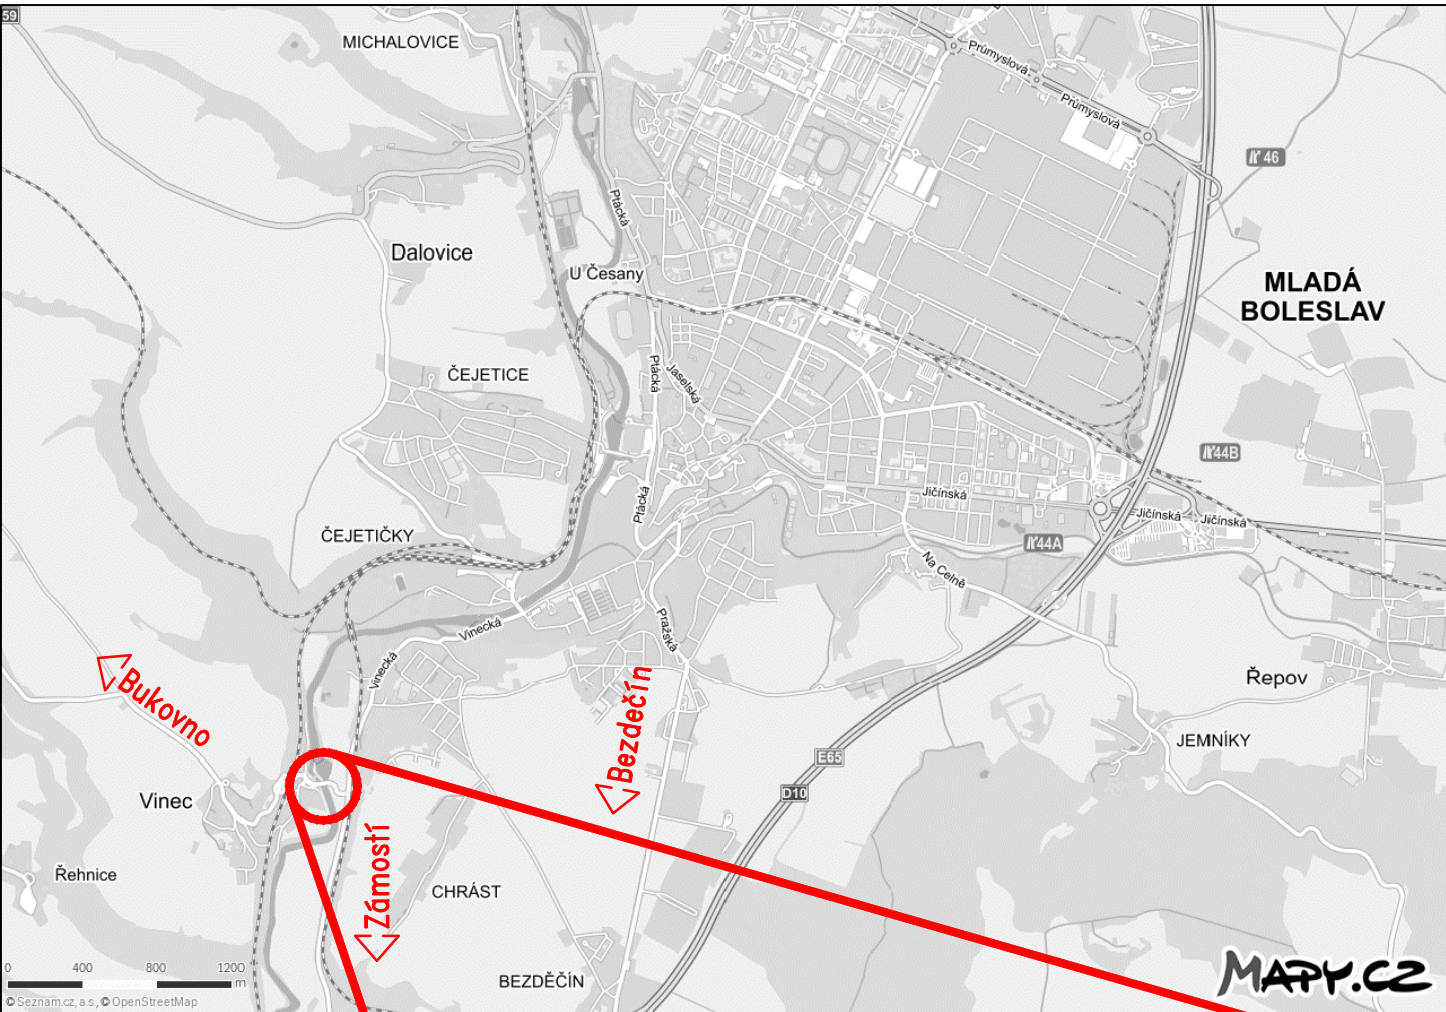 59
MICHALOVICE
Průmyslová
Průmyslová
46
Ptácká
Dalovice
U Česany
MLADÁ
BOLESLAV
Ptácká
Jaselská
ČEJETICE
44B
Jičínská
Ptácká
Jičínská
Jičínská
ČEJETIČKY
44A
Na Celně
Vinecká
Pražská
Vinecká
Bukovno
Bezdečín
Řepov
JEMNÍKY
E65
D10
Vinec
Zámostí
Řehnice
CHRÁST
BEZDĚČÍN
0 400 800 1200
m
© Seznam.cz, a.s., © OpenStreetMap
MAPY.CZ